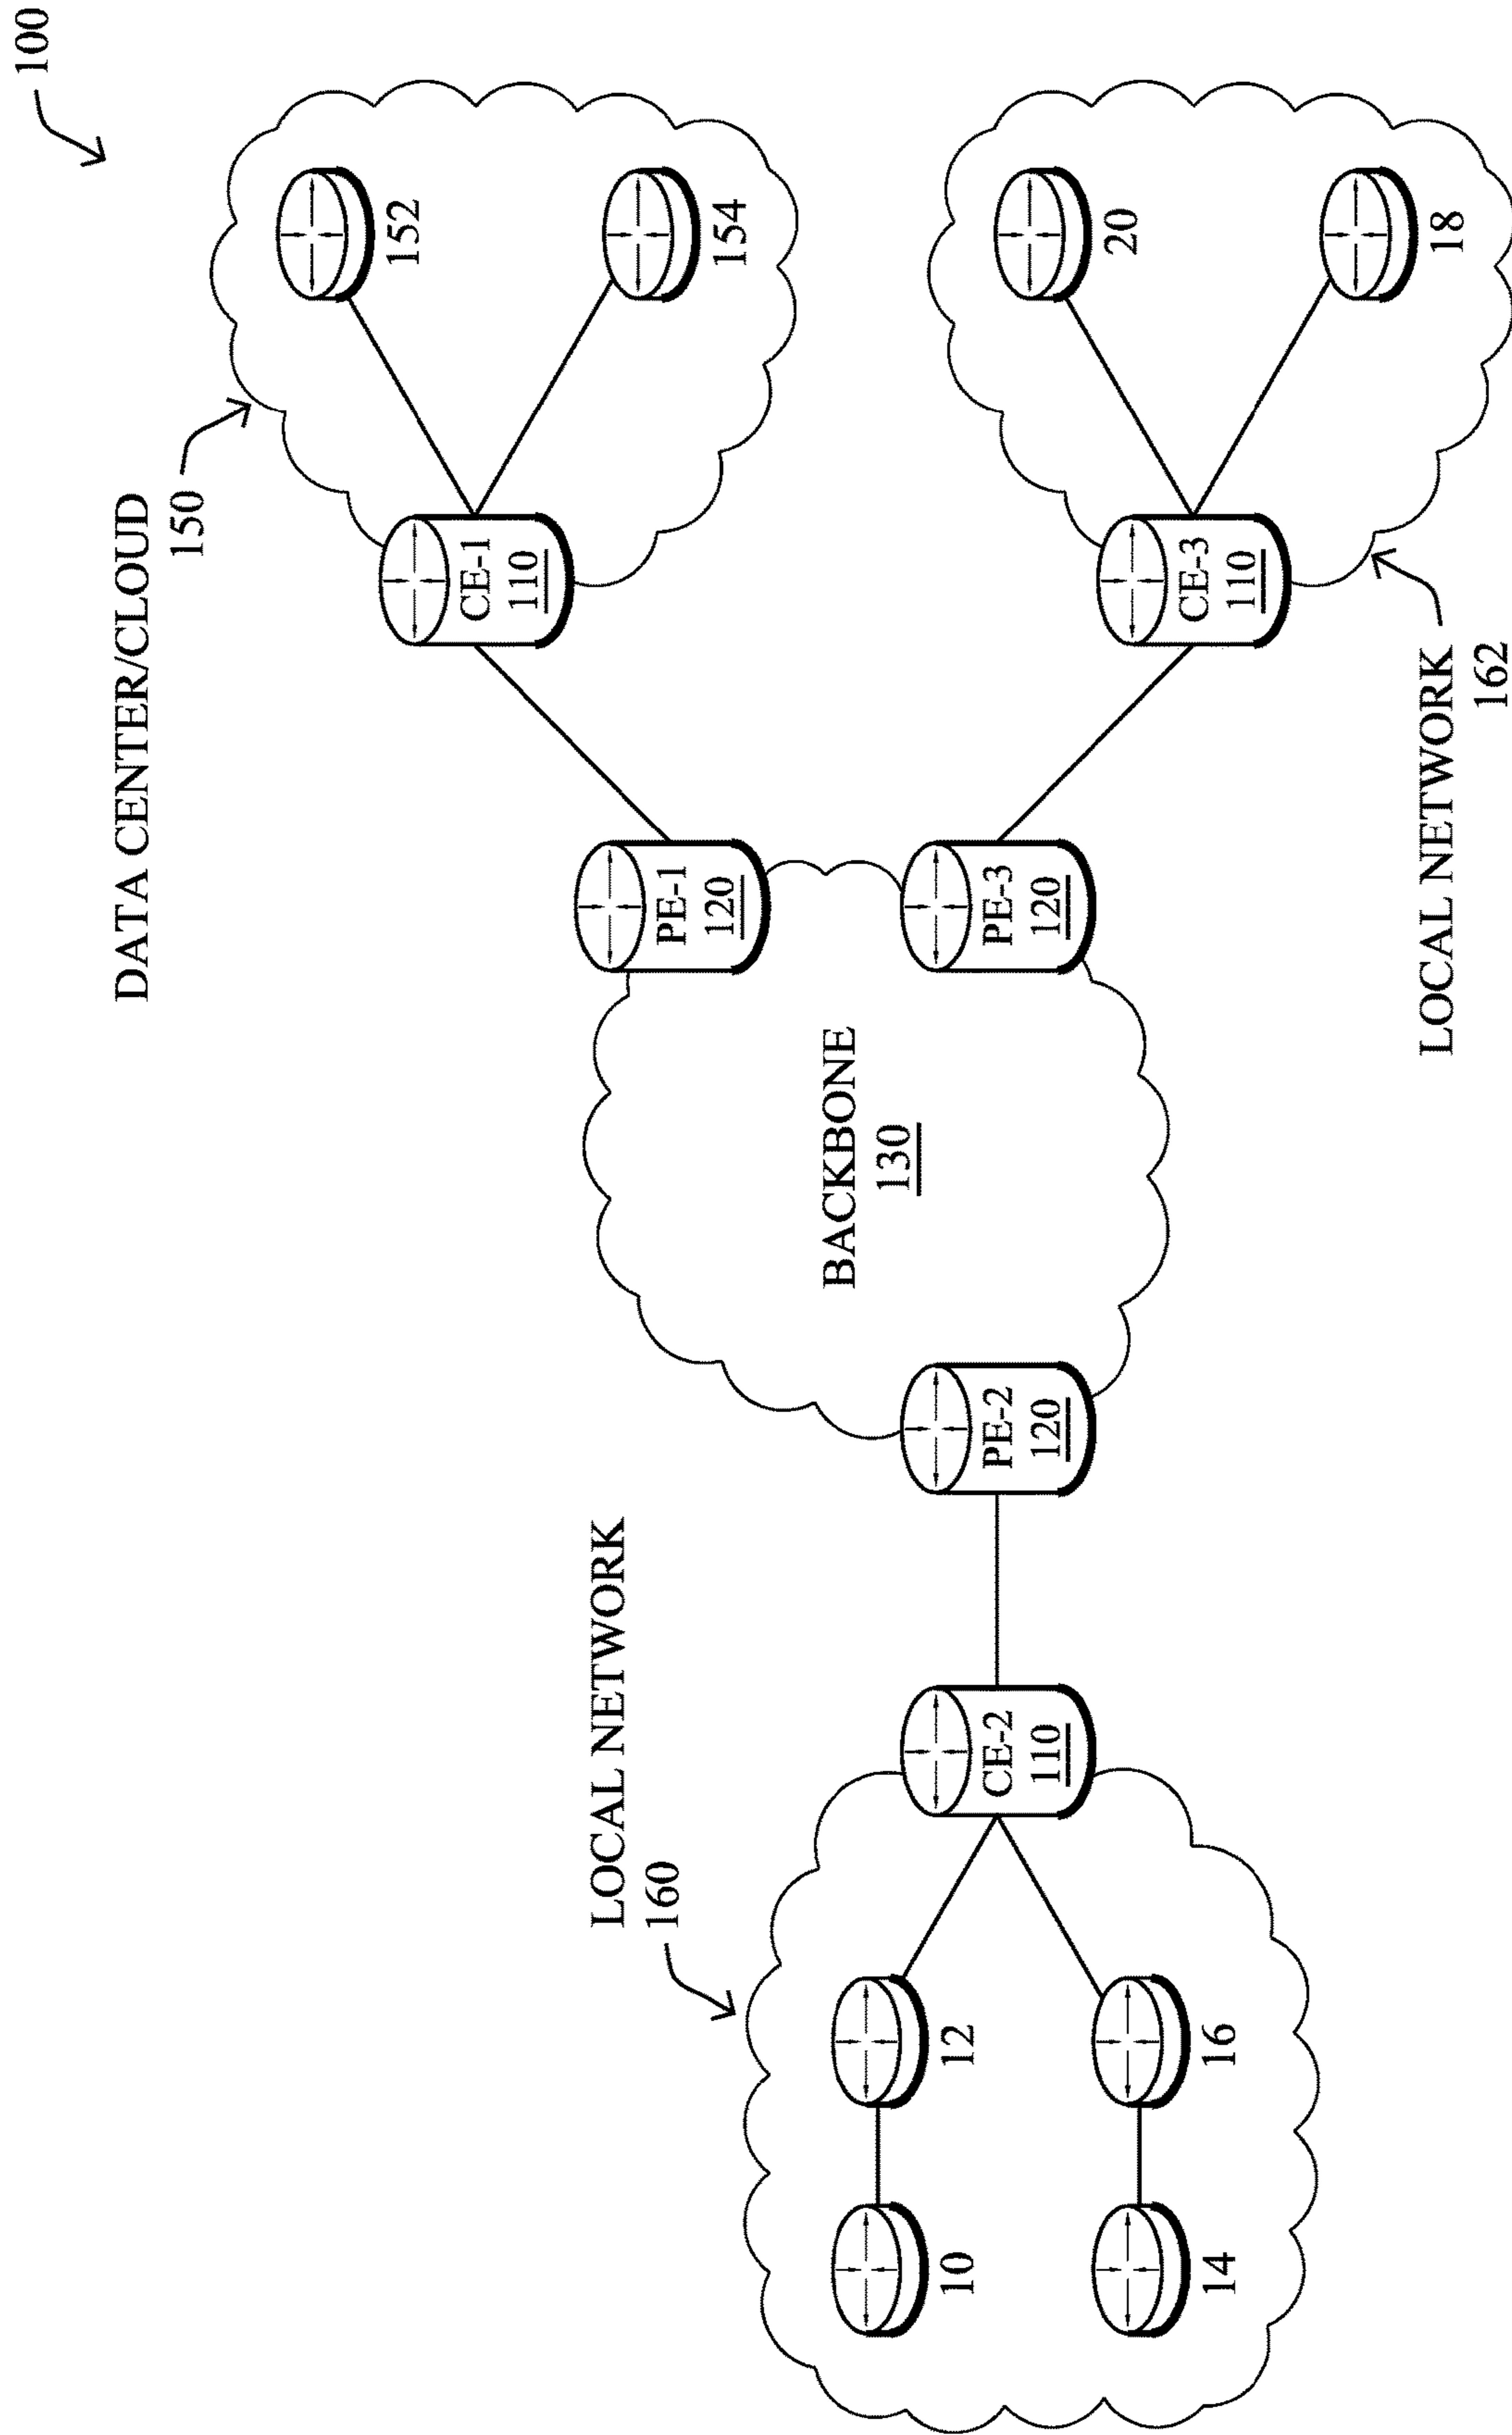 100
DATA CENTER/CLOUD
150
152
154
CE-1
110
PE-1
120
BACKBONE
130
PE-3
120
PE-2
120
LOCAL NETWORK
160
CE-2
110
12
10
16
14
CE-3
110
20
18
LOCAL NETWORK
162